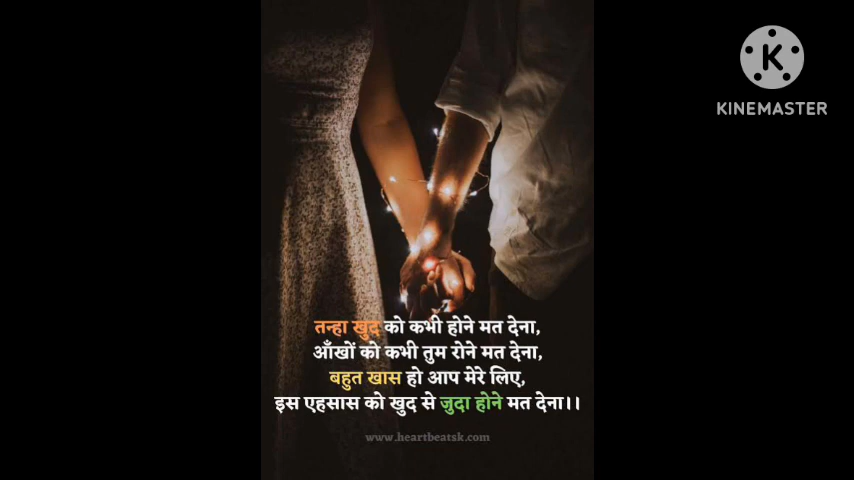 KINEMASTER
तन्हा खुद को कभी होने मत देना,
आँखों को कभी तुम रोने मत देना,
बहुत खास हो आप मेरे लिए,
इस एहसास को खुद से जुदा होने मत देना।।
www.heartbeatsk.com